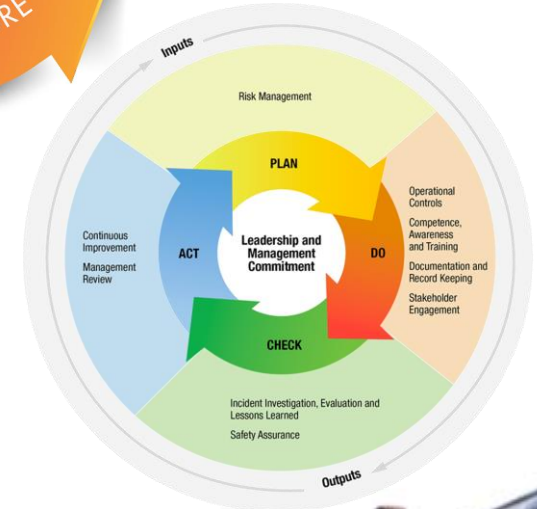 RE
Inputs
Risk Management
PLAN
Operational
Controls
Competence,
Awareness
and Training
Documentation and
Record Keeping
Stakeholder
Engagement
DO
Leadership and
Management
Commitment
ACT
Continuous
Improvement
Management
Review
CHECK
Incident Investigation, Evaluation and
Lessons Learned
Safety Assurance
Outputs